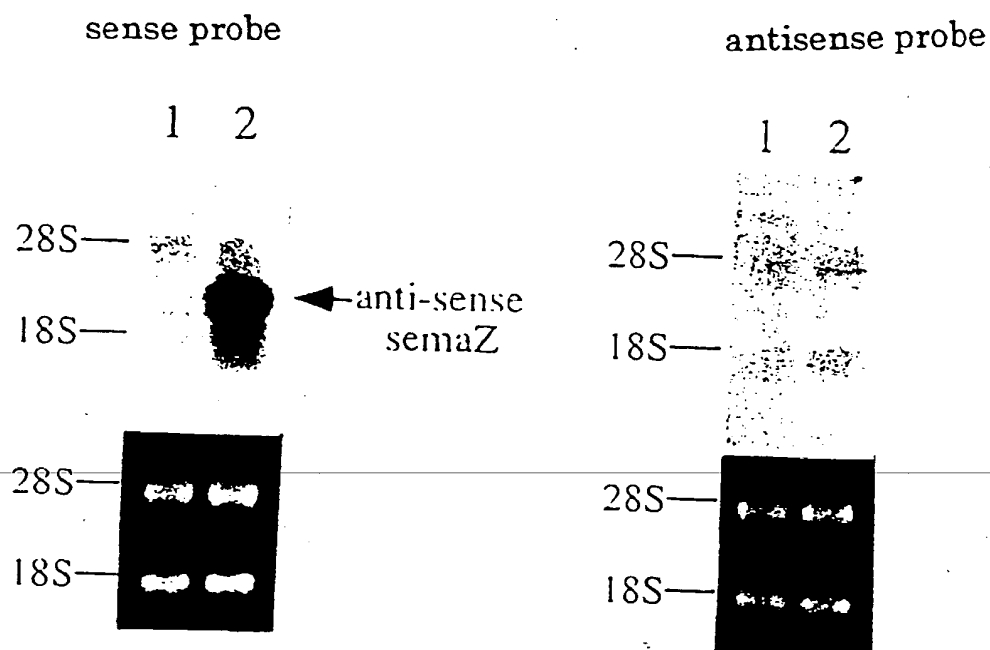 sense probe
1 2
28S
18S
anti-sense
semaZ
28S
18S
antisense probe
1 2
28S
18S
28S
18S